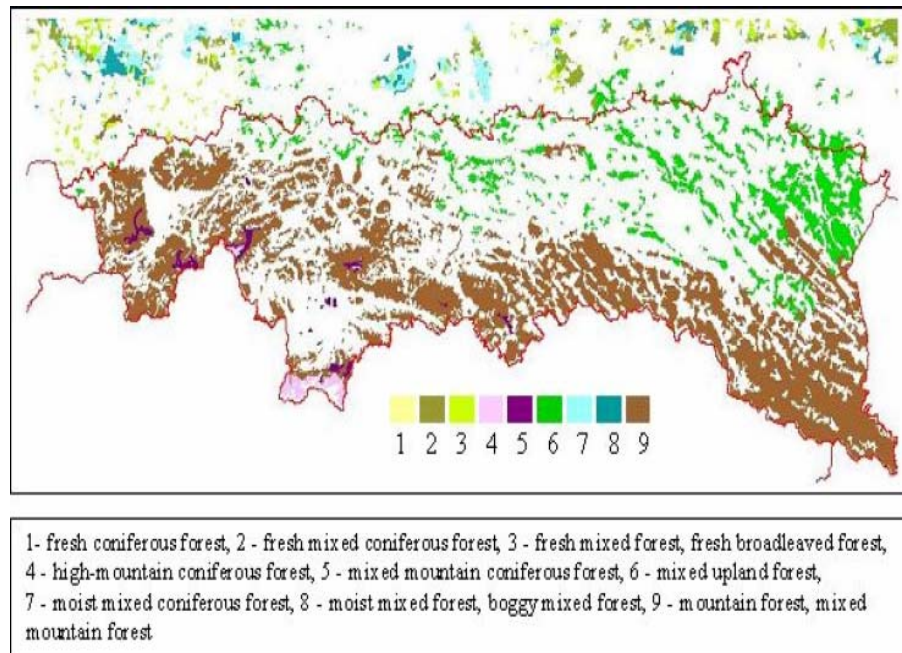 1 2 3 4 5 6 7 8 9
1- fresh coniferous forest, 2 - fresh mixed coniferous forest, 3 - fresh mixed forest, fresh broadleaved forest,
4 - high-mountain coniferous forest, 5 - mixed mountain coniferous forest, 6 - mixed upland forest,
7 - moist mixed coniferous forest, 8 - moist mixed forest, boggy mixed forest, 9 - mountain forest, mixed
mountain forest